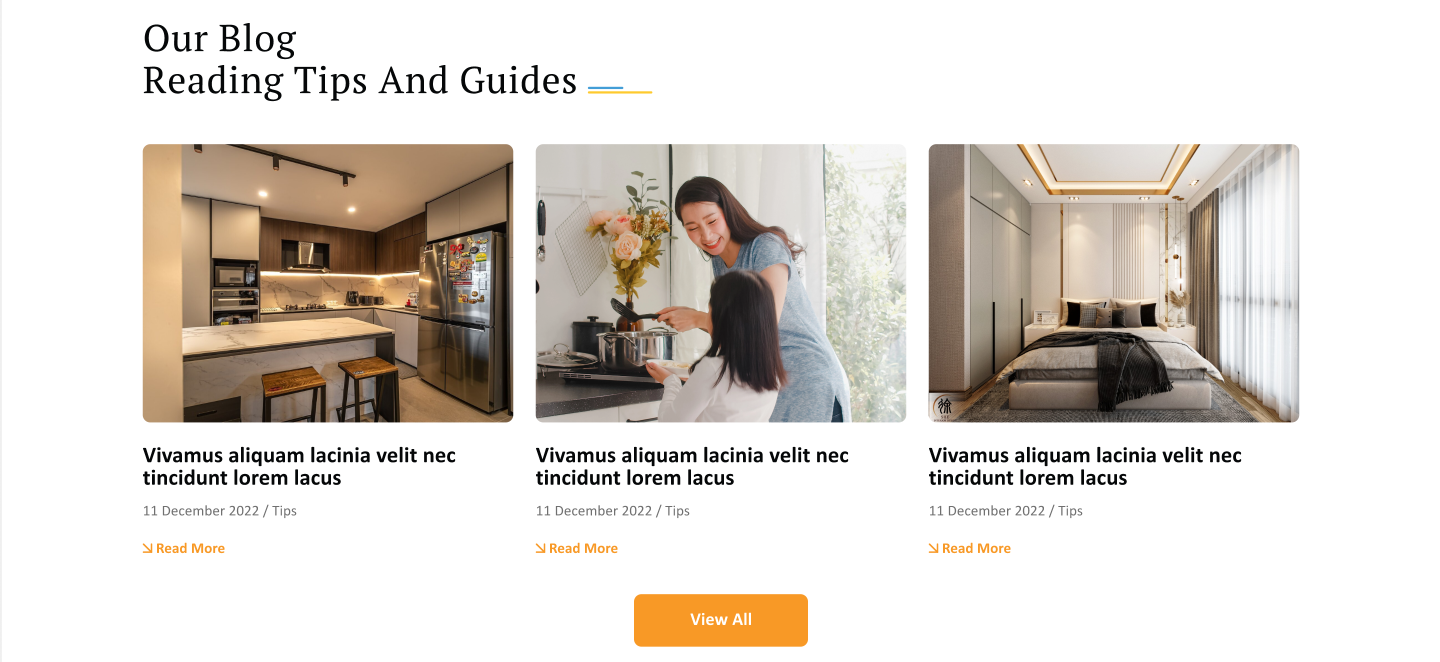 Our Blog
Reading Tips And Guides
Vivamus aliquam lacinia velit nec
tincidunt lorem lacus
11 December 2022 / Tips
Read More
Vivamus aliquam lacinia velit nec
tincidunt lorem lacus
11 December 2022 / Tips
Read More
Vivamus aliquam lacinia velit nec
tincidunt lorem lacus
11 December 2022 / Tips
Read More
View All